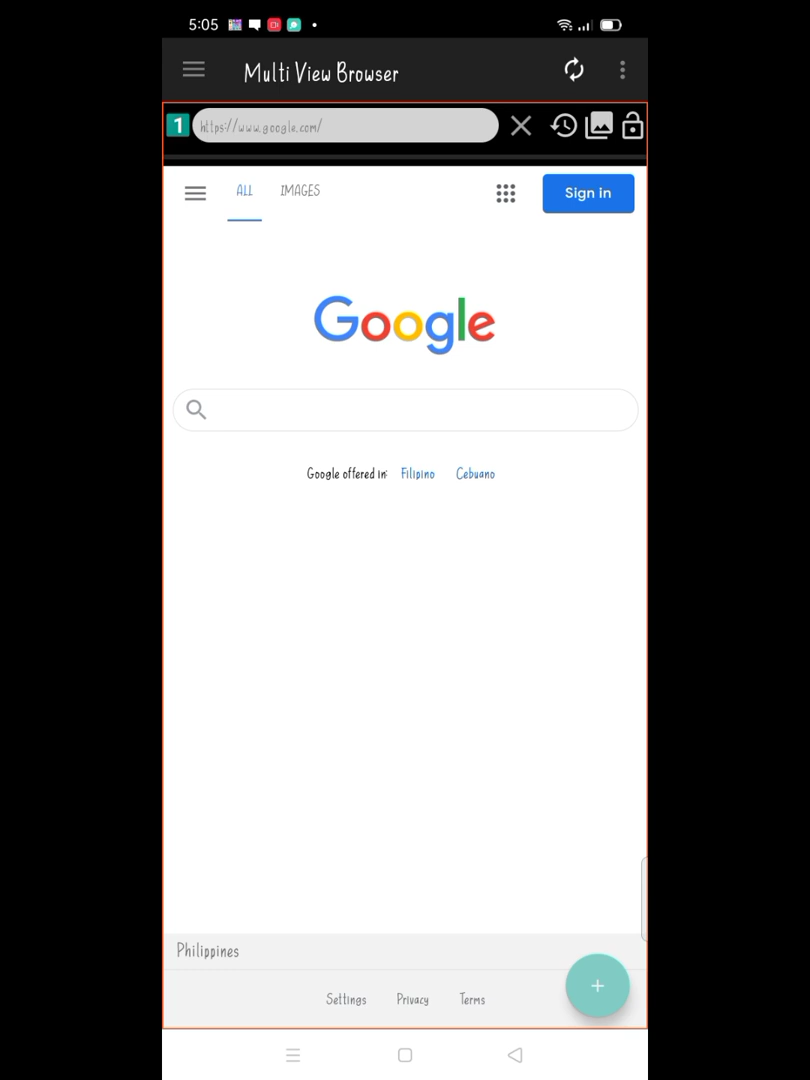 5:05
Multi View Browser
1 https://www.google.com/
ALL IMAGES Sign in
Google
Google offered in: Filipino Cebuano
Philippines
+
Settings Privacy Terms